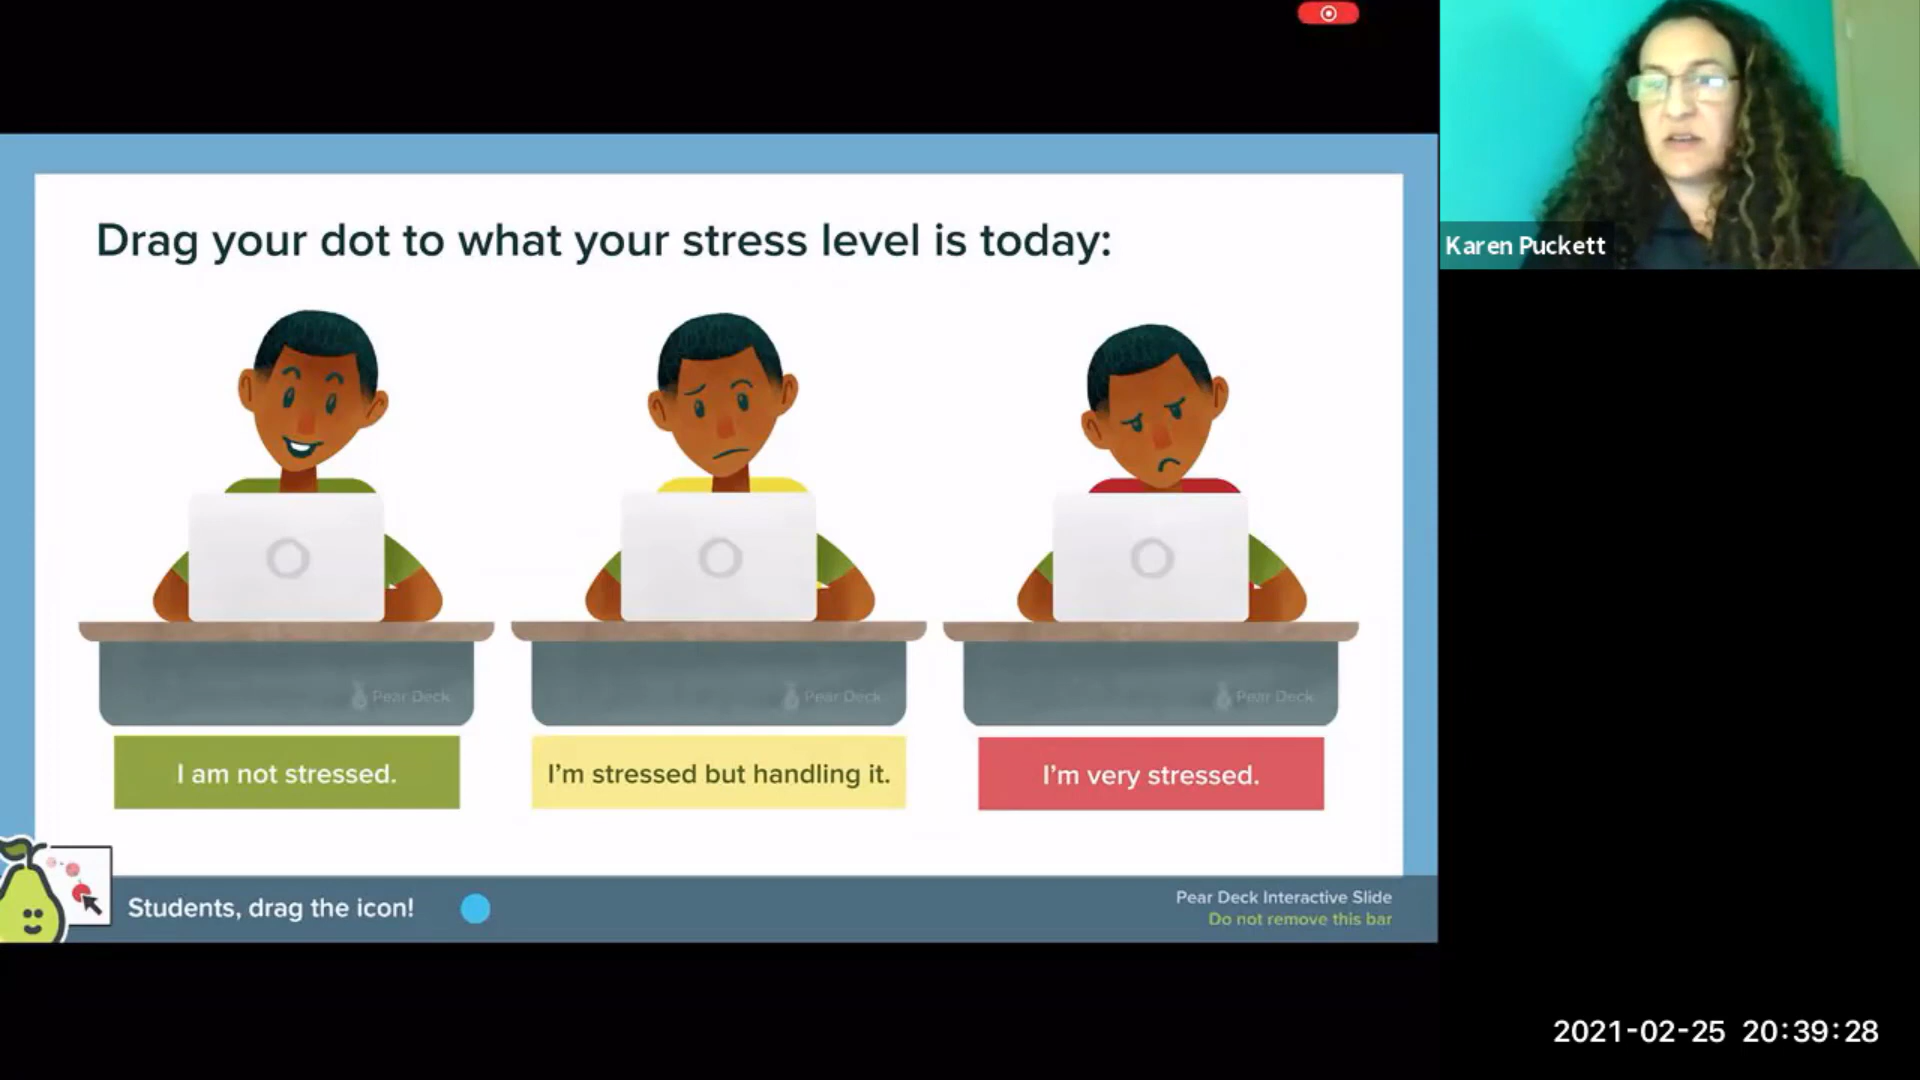 Drag your dot to what your stress level is today:
Karen Puckett
Pear Deck
Pear Deck
Pear Deck
I am not stressed.
I'm stressed but handling it.
I'm very stressed.
Students, drag the icon!
Pear Deck Interactive Slide
Do not remove this bar
2021-02-25 20:39:28